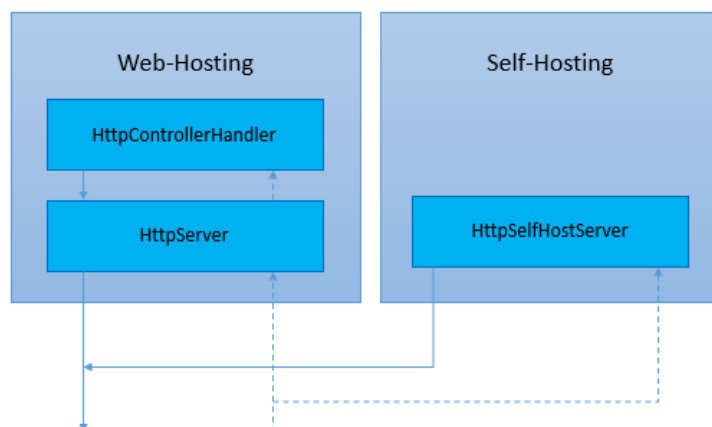 Web-Hosting
HttpControllerHandler
HttpServer
Self-Hosting
HttpSelfHostServer